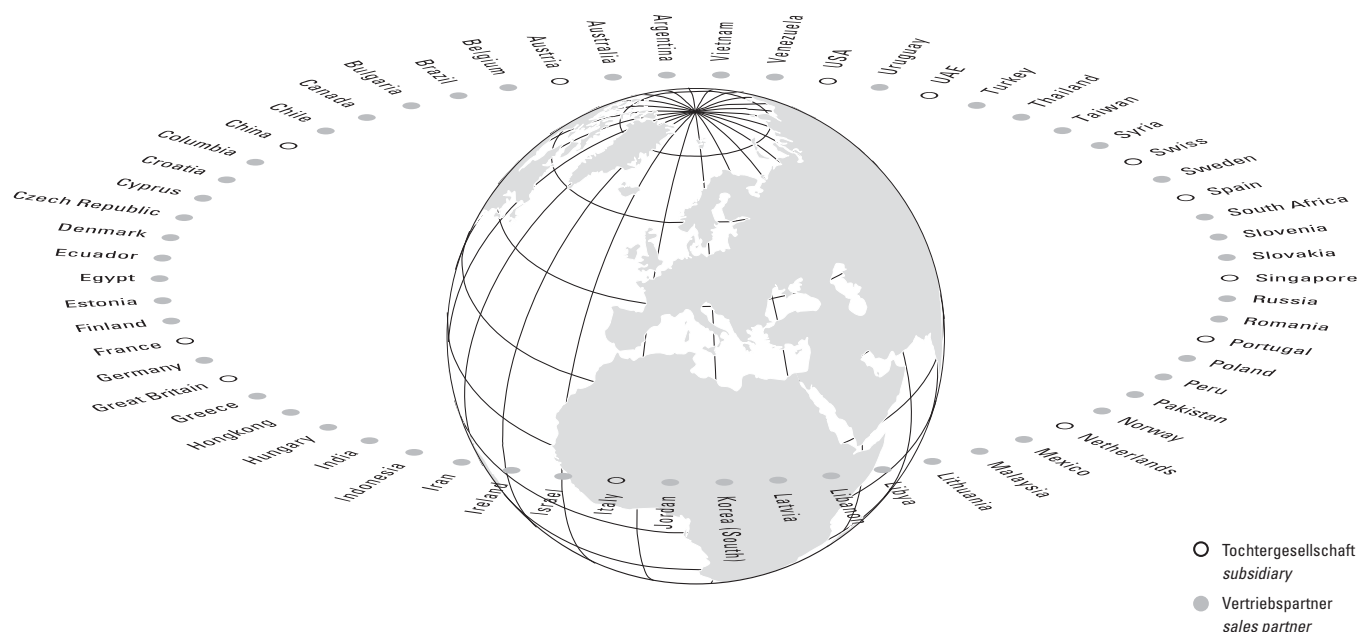 Argentina
Australia
Austria
Belgium
Brazil
Bulgaria
Canada
Chile
China
Columbia
Croatia
Cyprus
Czech Republic
Denmark
Ecuador
Egypt
Estonia
Finland
France
Germany
Great Britain
Greece
Hongkong
Hungary
India
Indonesia
Iran
Ireland
Israel
Italy
Jordan
Korea (South)
Latvia
Libanon
Libya
Lithuania
Malaysia
Mexico
Netherlands
Norway
Pakistan
Peru
Poland
Portugal
Romania
Russia
Singapore
Slovakia
Slovenia
South Africa
Spain
Sweden
Swiss
Syria
Taiwan
Thailand
Turkey
UAE
Uruguay
USA
Venezuela
Vietnam
Tochtergesellschaft
subsidiary
Vertriebspartner
sales partner